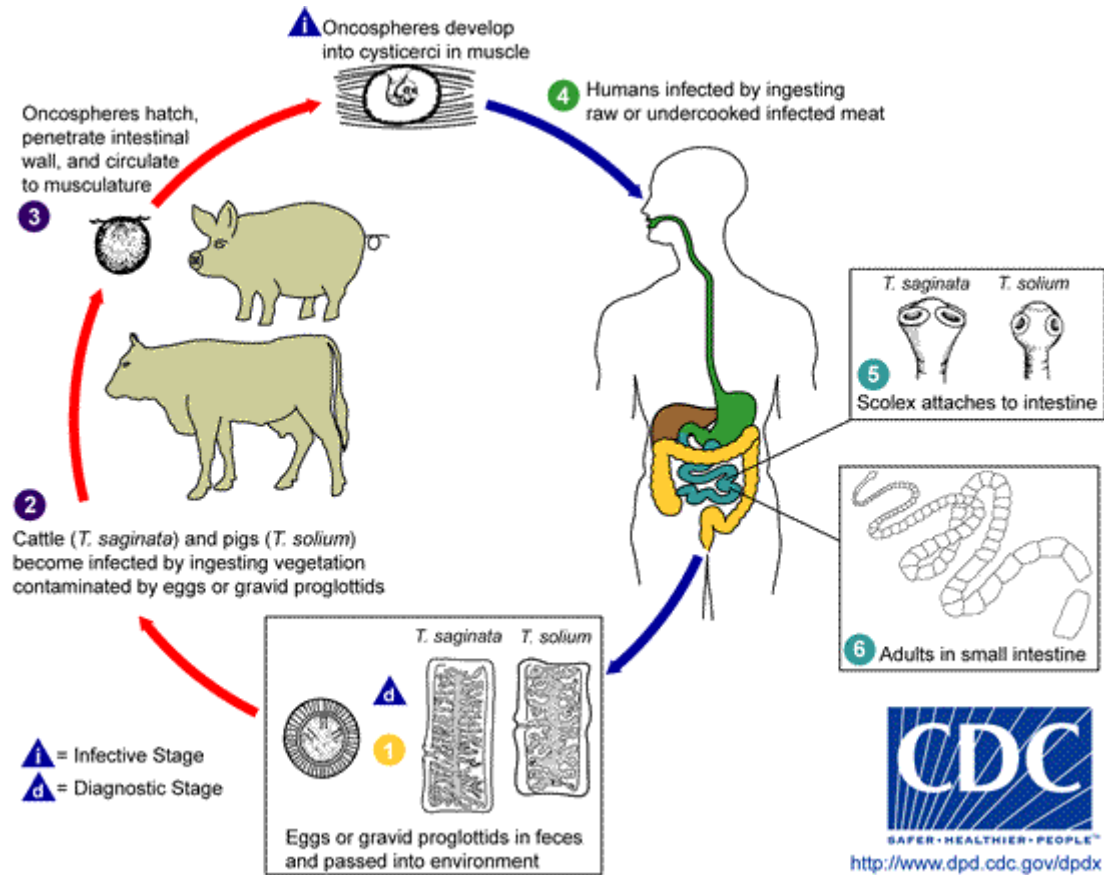 i
Oncospheres develop
into cysticerci in muscle
4
Humans infected by ingesting
raw or undercooked infected meat
Oncospheres hatch,
penetrate intestinal
wall, and circulate
to musculature
3
T. saginata T. solium
5
Scolex attaches to intestine
2
Cattle (T. saginata) and pigs (T. solium)
become infected by ingesting vegetation
contaminated by eggs or gravid proglottids
6 Adults in small intestine
T. saginata T. solium
d
1
Eggs or gravid proglottids in feces
and passed into environment
i = Infective Stage
d = Diagnostic Stage
CDC
SAFER•HEALTHIER•PEOPLE™
http://www.dpd.cdc.gov/dpdx